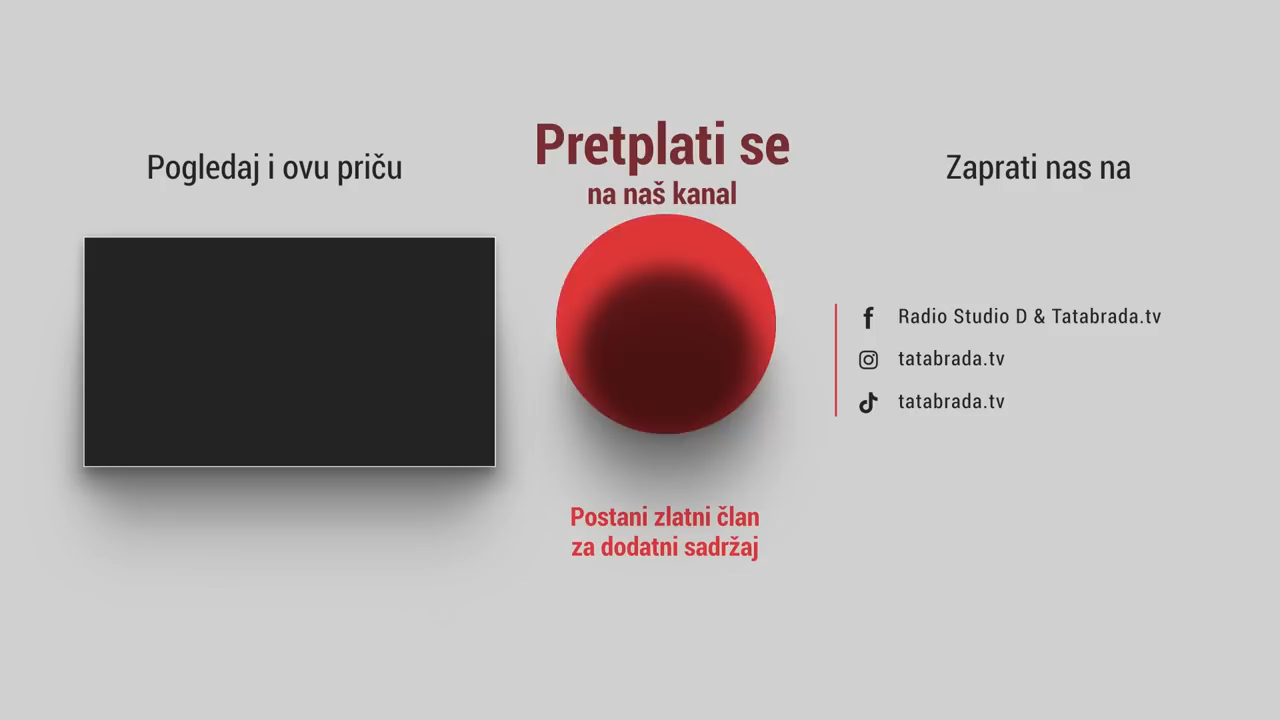 Pogledaj i ovu priču
Pretplati se
na naš kanal
Postani zlatni član
za dodatni sadržaj
Zaprati nas na
Radio Studio D & Tatabrada.tv
tatabrada.tv
tatabrada.tv